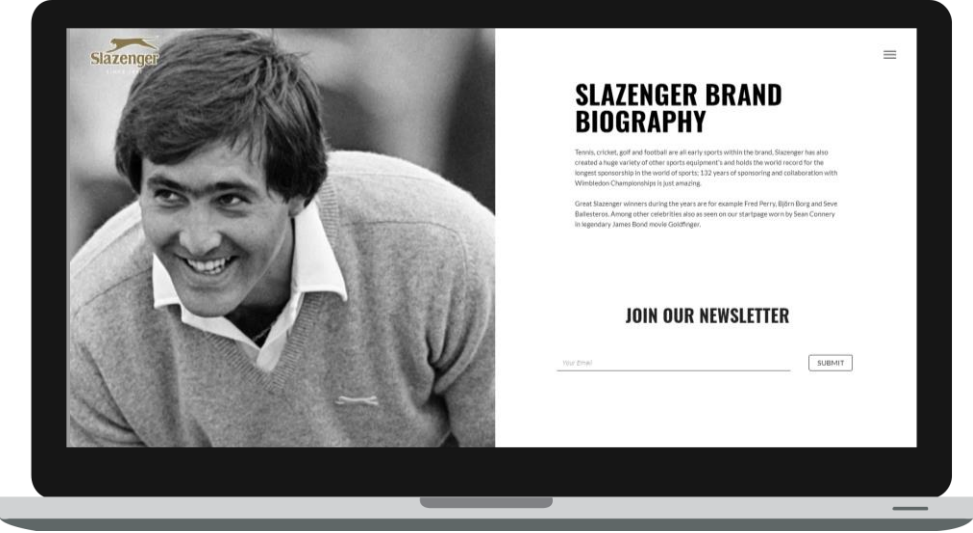 Slazenger
SLAZENGER BRAND
BIOGRAPHY
Tennis, cricket, golf and football are all early sports within the brand, Slazenger has also
created a huge variety of other sports equipment's and holds the world record for the
longest sponsorship in the world of sports; 132 years of sponsoring and collaboration with
Wimbledon Championships is just amazing.
Great Slazenger winners during the years are for example Fred Perry, Björn Borg and Seve
Ballesteros. Among other celebrities also as seen on our startpage worn by Sean Connery
in legendary James Bond movie Goldfinger.
JOIN OUR NEWSLETTER
Your Email
SUBMIT